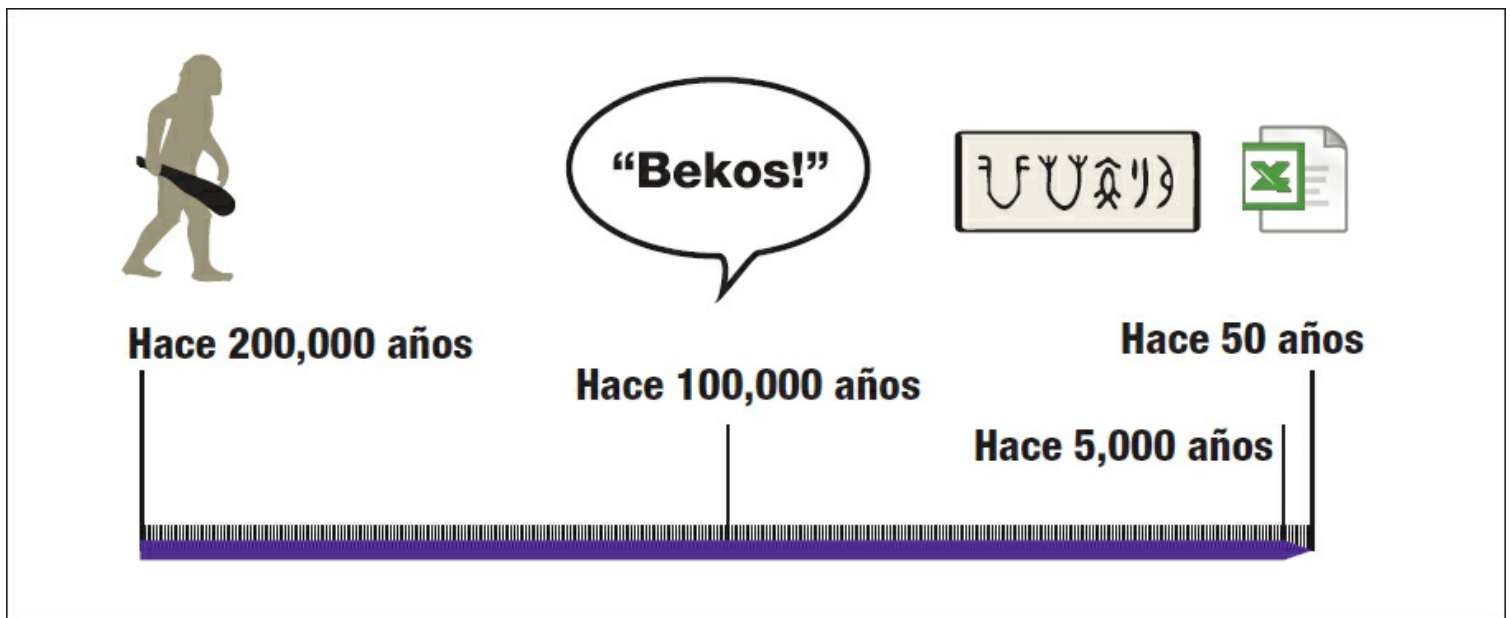 “Bekos!”
Hace 200,000 años
Hace 100,000 años
Hace 50 años
Hace 5,000 años